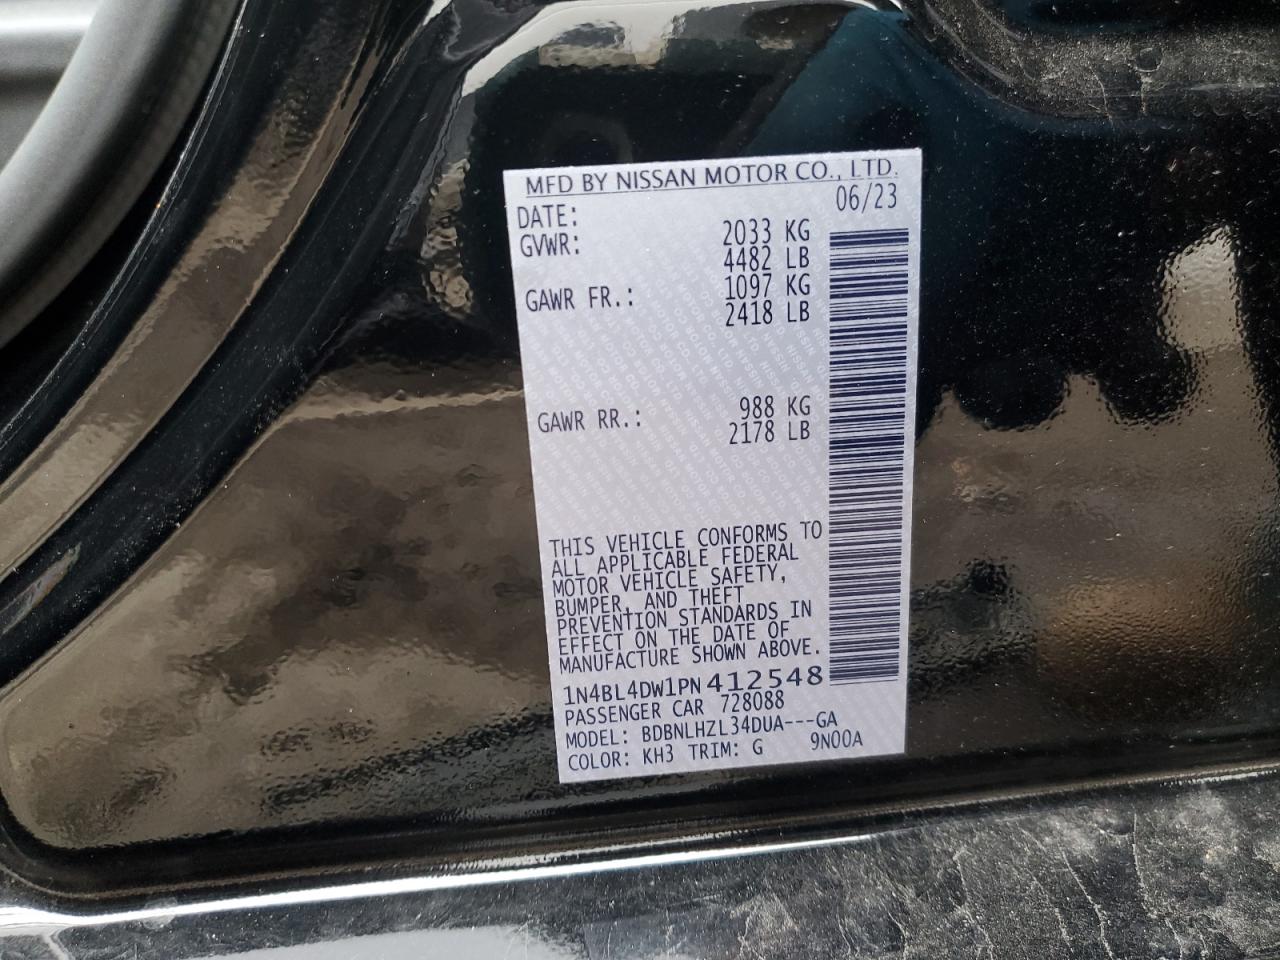 MFD BY NISSAN MOTOR CO., LTD.
DATE: 06/23
GVWR: 2033 KG
4482 LB
GAWR FR.: 1097 KG
2418 LB
GAWR RR.: 988 KG
2178 LB
THIS VEHICLE CONFORMS TO
ALL APPLICABLE FEDERAL
MOTOR VEHICLE SAFETY,
BUMPER, AND THEFT
PREVENTION STANDARDS IN
EFFECT ON THE DATE OF
MANUFACTURE SHOWN ABOVE.
1N4BL4DW1PN412548
PASSENGER CAR 728088
MODEL: BDBNLHZL34DUA---GA
COLOR: KH3 TRIM: G 9N00A